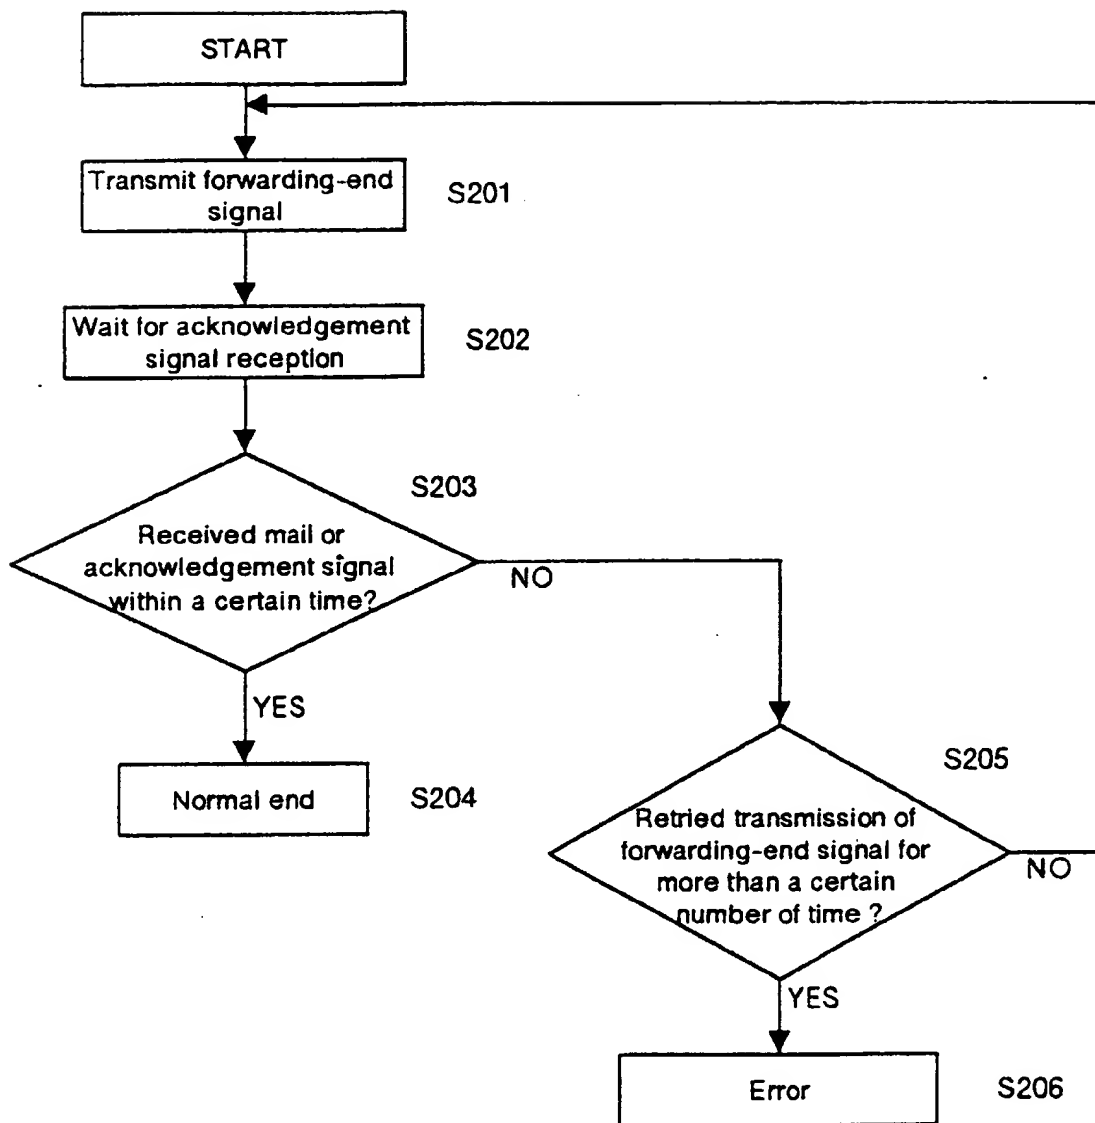 START
Transmit forwarding-end
signal
S201
Wait for acknowledgement
signal reception
S202
S203
Received mail or
acknowledgement signal
within a certain time?
NO
YES
Normal end
S204
S205
Retried transmission of
forwarding-end signal for
more than a certain
number of time ?
NO
YES
Error
S206